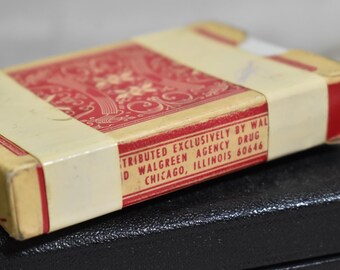 TRIBUTED EXCLUSIVELY BY WAL
D WALGREEN AGENCY DRUG
CHICAGO, ILLINOIS 60646